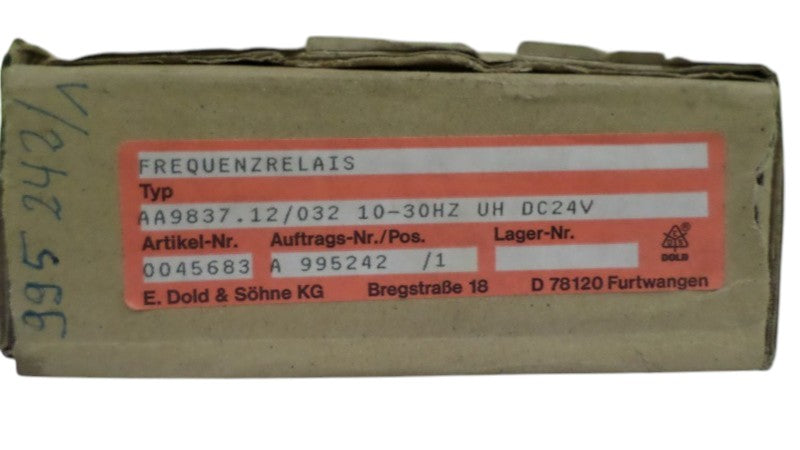 995 242/1
FREQUENZRELAIS
Typ
AA9837.12/032 10-30HZ UH DC24V
Artikel-Nr. Auftrags-Nr./Pos. Lager-Nr.
0045683 A 995242 /1
DOLD
E. Dold & Söhne KG Bregstraße 18 D 78120 Furtwangen